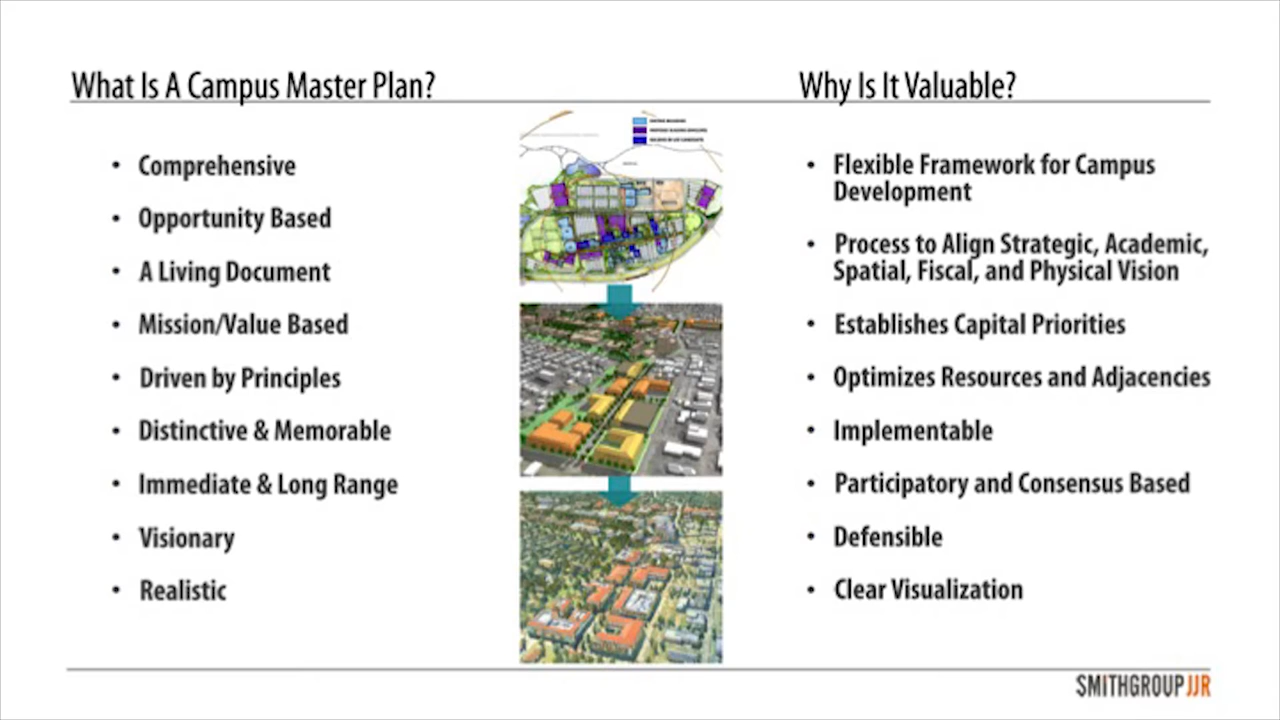 What Is A Campus Master Plan?
• Comprehensive
• Opportunity Based
• A Living Document
• Mission/Value Based
• Driven by Principles
• Distinctive & Memorable
• Immediate & Long Range
• Visionary
• Realistic
Why Is It Valuable?
• Flexible Framework for Campus
Development
• Process to Align Strategic, Academic,
Spatial, Fiscal, and Physical Vision
• Establishes Capital Priorities
• Optimizes Resources and Adjacencies
• Implementable
• Participatory and Consensus Based
• Defensible
• Clear Visualization
SMITHGROUP JJR